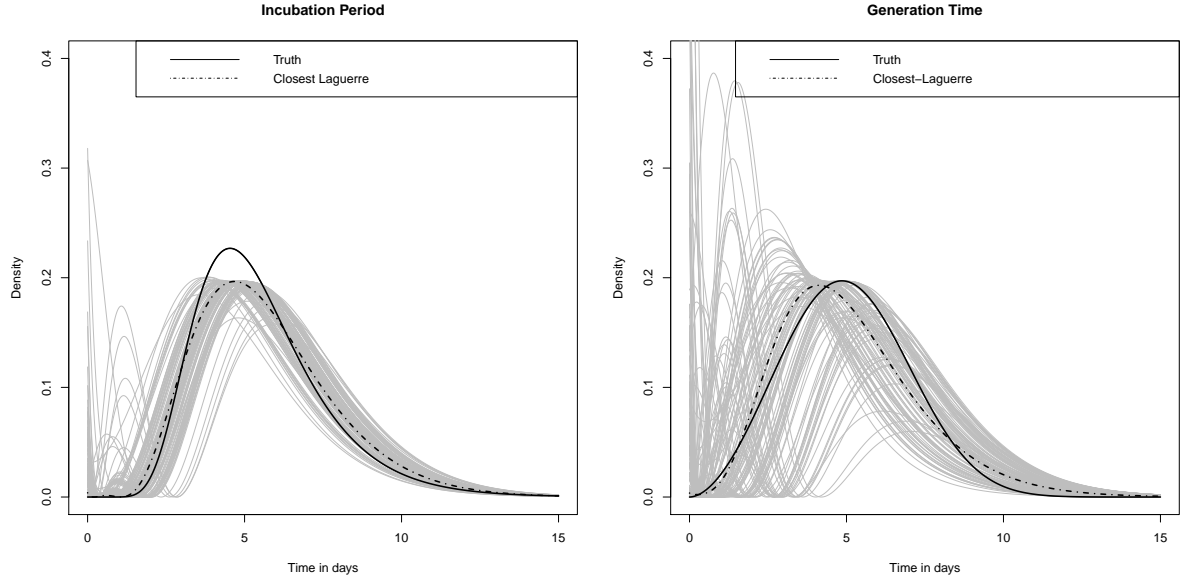 Incubation Period
Truth
Closest Laguerre
Density
0.0
0.1
0.2
0.3
0.4
0
5
10
15
Time in days
Generation Time
Truth
Closest−Laguerre
Density
0.0
0.1
0.2
0.3
0.4
0
5
10
15
Time in days